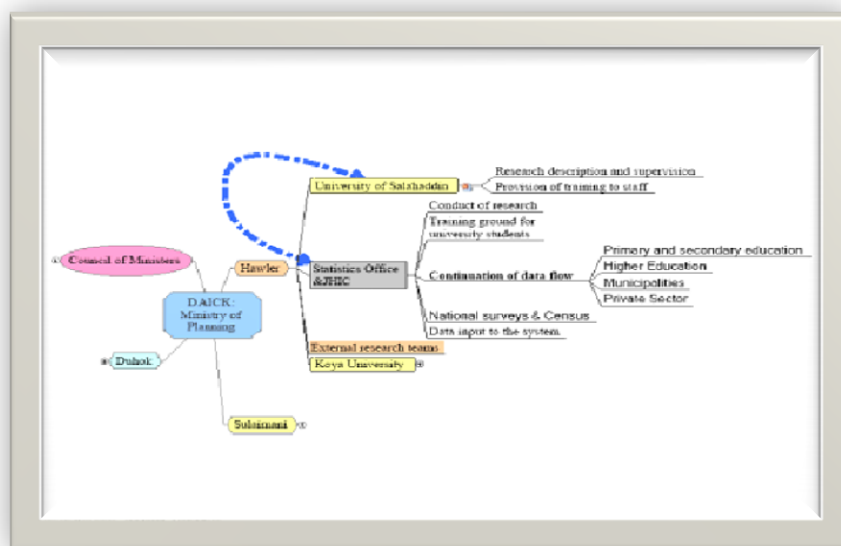 University of Salahaddin
Research description and supervision
Provision of training to staff
Council of Ministers
Hawler
Statistics Office
Conduct of research
Training ground for
university students
Continuation of data flow
Primary and secondary education
Higher Education
Municipalities
Private Sector
National surveys & Census
Data input to the system
DAICK:
Ministry of
Planning
External research teams
Koya University
Duhok
Sulaimani